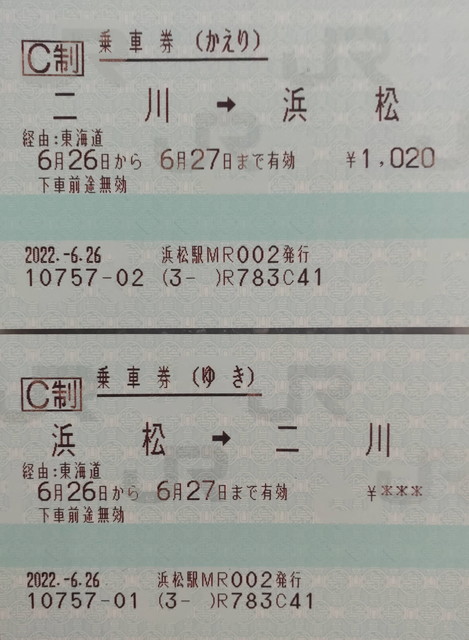 C制 乗車券 (かえり)
二 川 → 浜 松
経由:東海道
6月26日から 6月27日まで有効 ¥1,020
下車前途無効
2022.-6.26 浜松駅MR002発行
10757-02 (3- )R783C41
C制 乗車券 (ゆき)
浜 松 → 二 川
経由:東海道
6月26日から 6月27日まで有効 ¥***
下車前途無効
2022.-6.26 浜松駅MR002発行
10757-01 (3- )R783C41